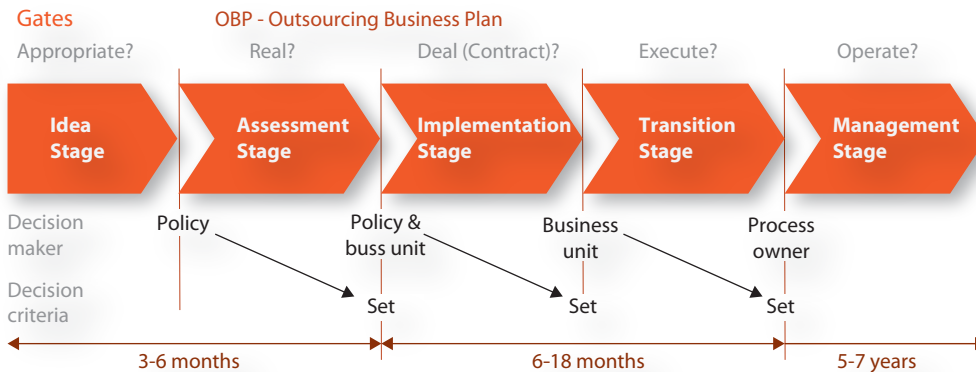 Gates
OBP - Outsourcing Business Plan
Appropriate?
Real?
Deal (Contract)?
Execute?
Operate?
Idea
Stage
Assessment
Stage
Implementation
Stage
Transition
Stage
Management
Stage
Decision
maker
Policy
Policy &
buss unit
Business
unit
Process
owner
Decision
criteria
Set
Set
Set
3-6 months
6-18 months
5-7 years